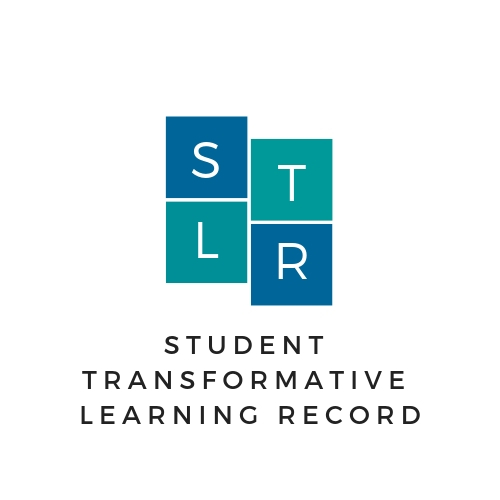 S T
L R
STUDENT
TRANSFORMATIVE
LEARNING RECORD